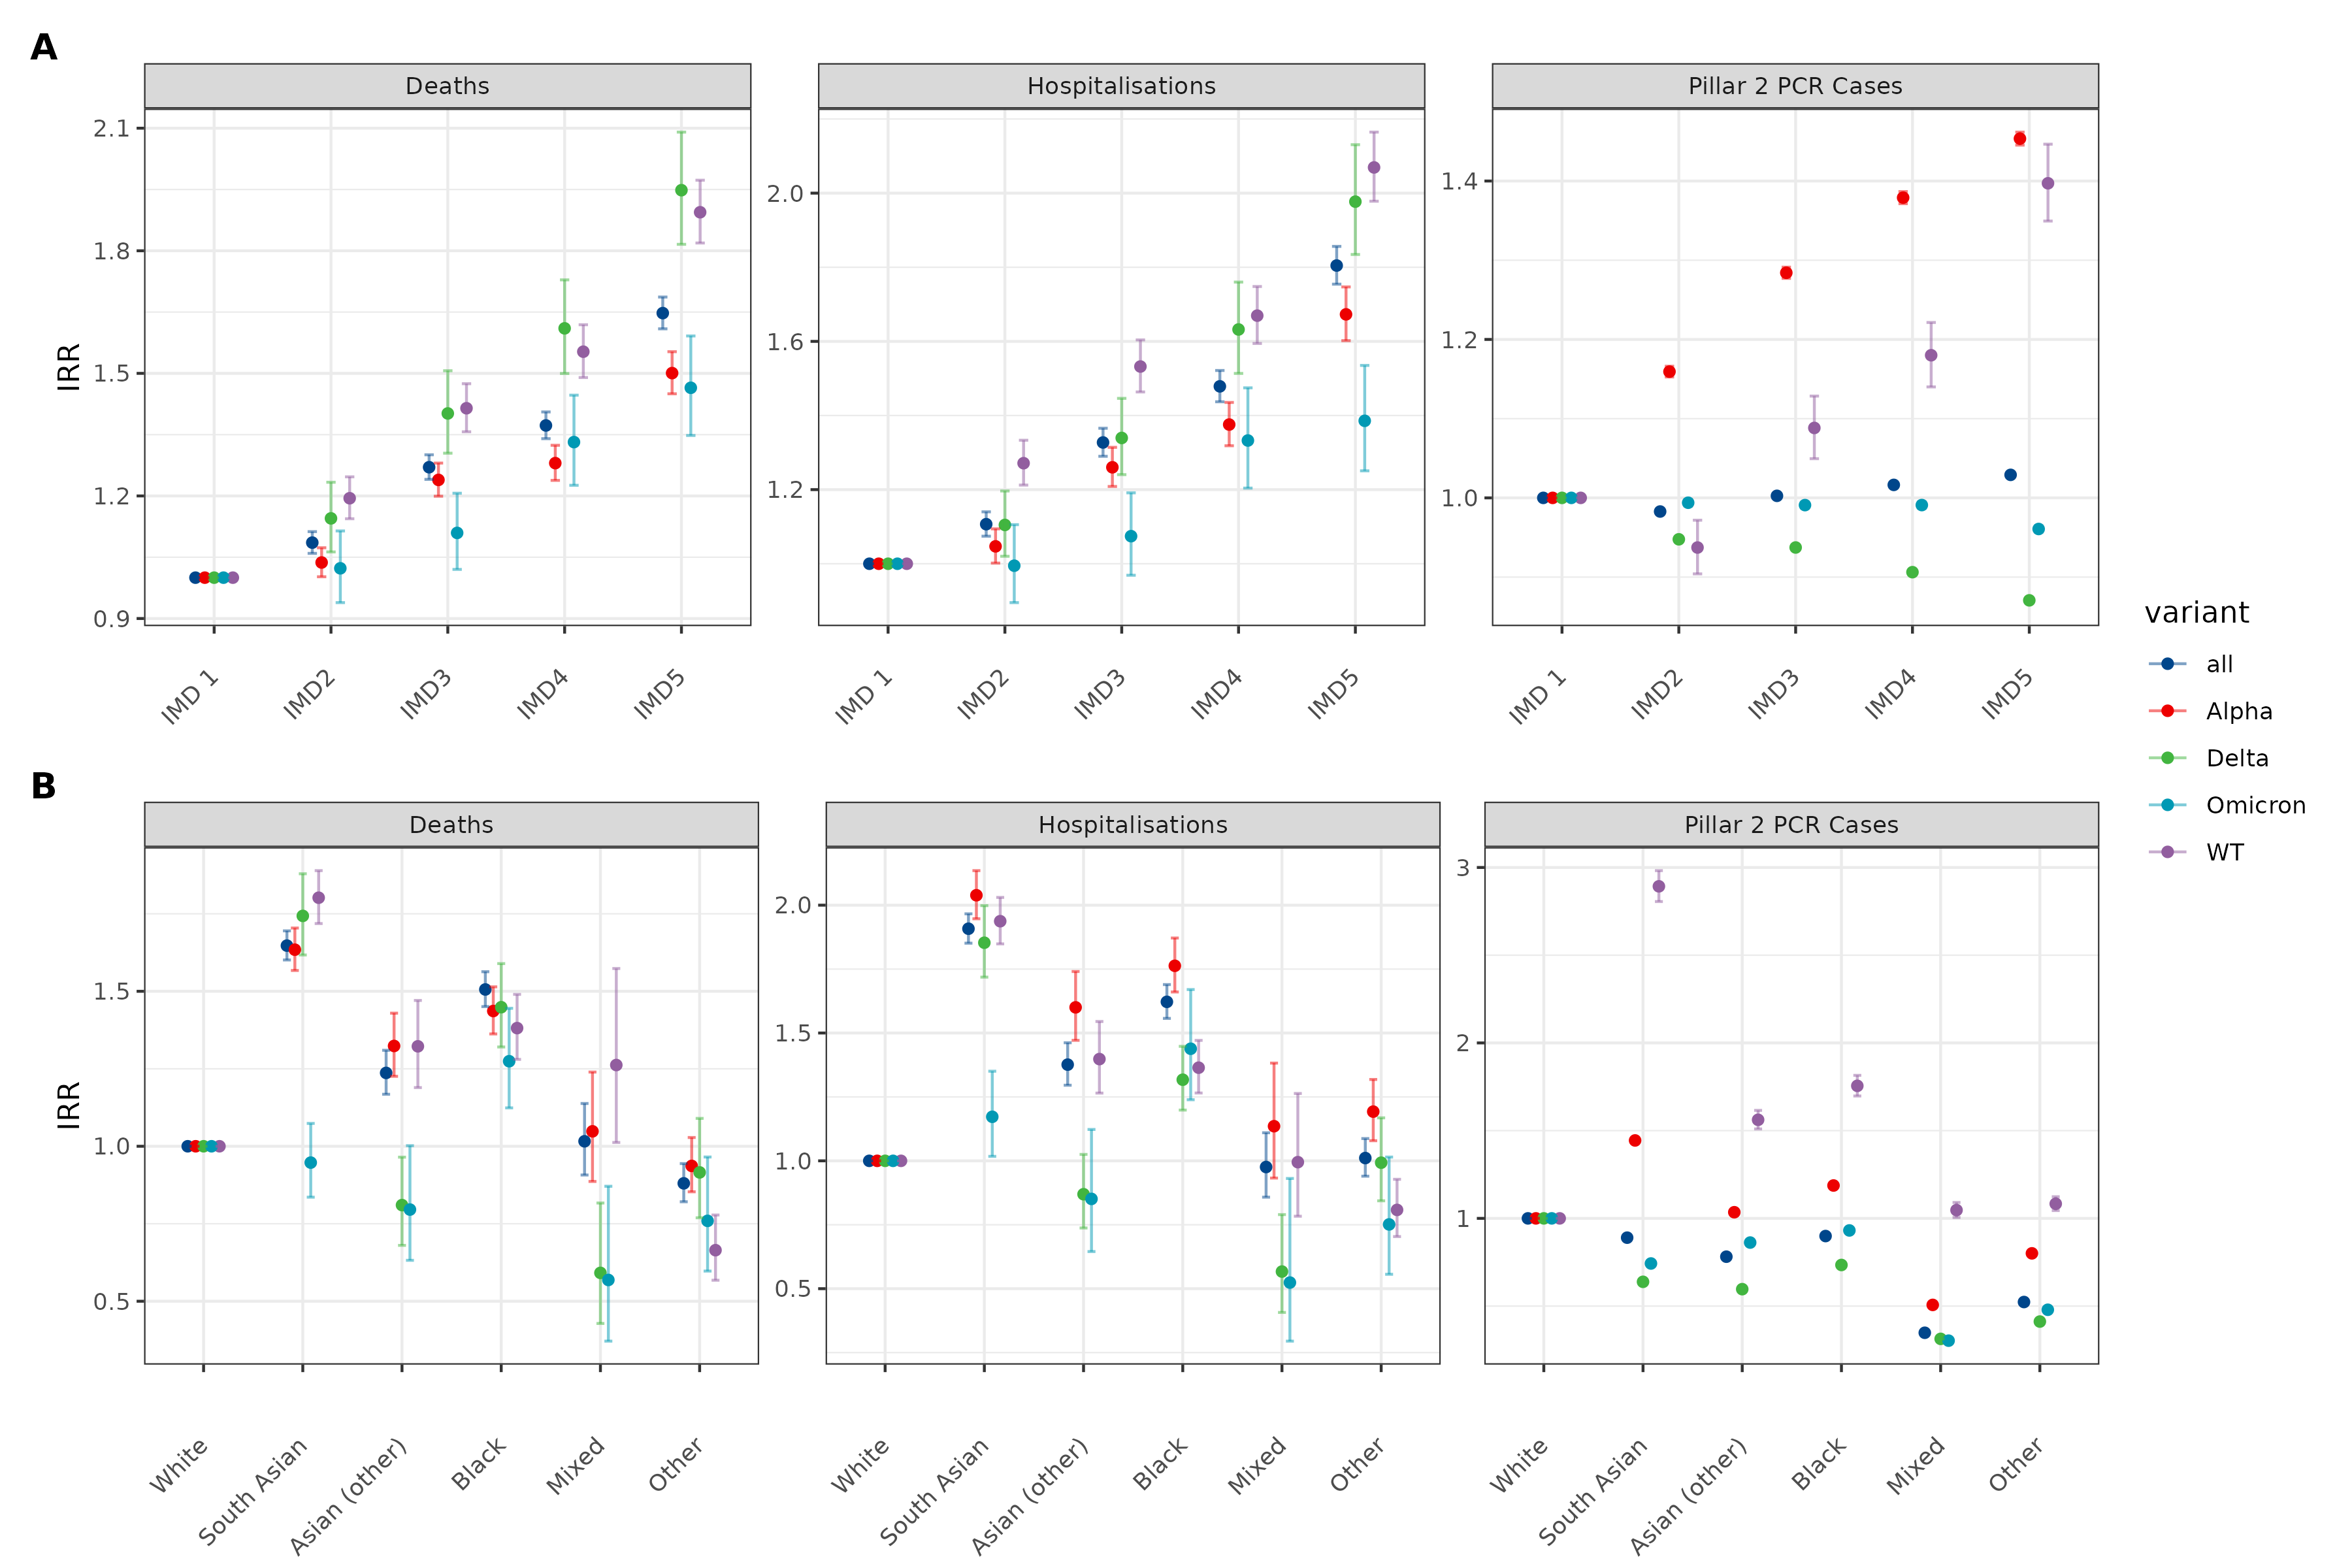 A
Deaths
Hospitalisations
Pillar 2 PCR Cases
IRR
2.1
1.8
1.5
1.2
0.9
2.0
1.6
1.2
1.4
1.2
1.0
IMD 1
IMD2
IMD3
IMD4
IMD5
IMD 1
IMD2
IMD3
IMD4
IMD5
IMD 1
IMD2
IMD3
IMD4
IMD5
variant
all
Alpha
Delta
Omicron
WT
B
Deaths
Hospitalisations
Pillar 2 PCR Cases
IRR
1.5
1.0
0.5
2.0
1.5
1.0
0.5
3
2
1
White
South Asian
Asian (other)
Black
Mixed
Other
White
South Asian
Asian (other)
Black
Mixed
Other
White
South Asian
Asian (other)
Black
Mixed
Other